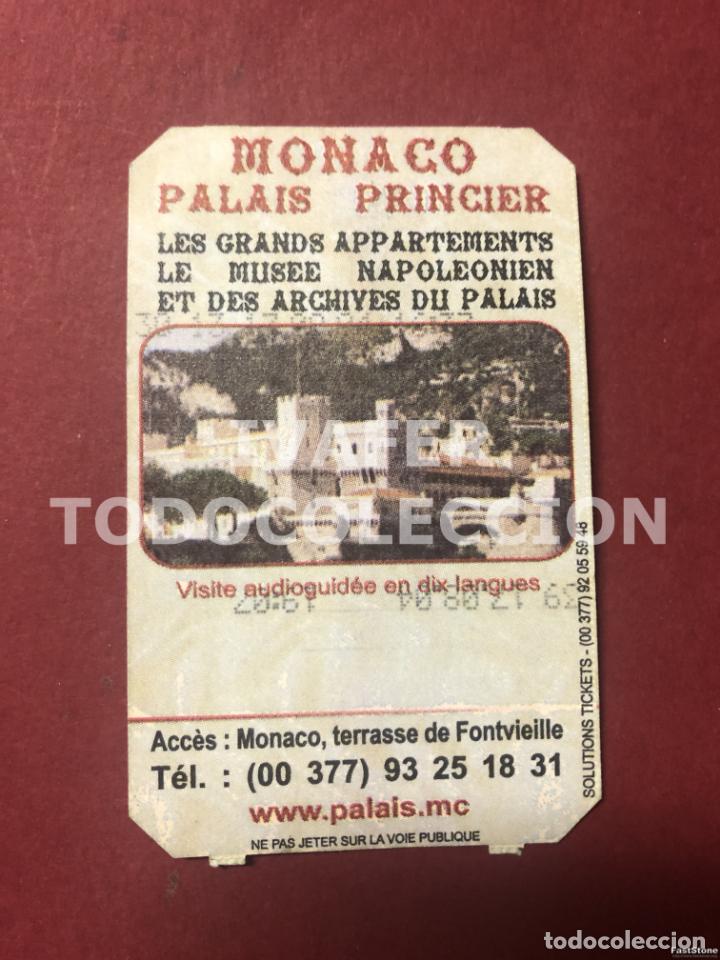 MONACO
PALAIS PRINCIER
LES GRANDS APPARTEMENTS
LE MUSEE NAPOLEONIEN
ET DES ARCHIVES DU PALAIS
IVAFER
TODOCOLECCION
Visite audioguidée en dix langues
SOLUTIONS TICKETS - (00 377) 92 05 59 48
Accès : Monaco, terrasse de Fontvieille
Tél. : (00 377) 93 25 18 31
www.palais.mc
NE PAS JETER SUR LA VOIE PUBLIQUE
todocoleccion
FastStone